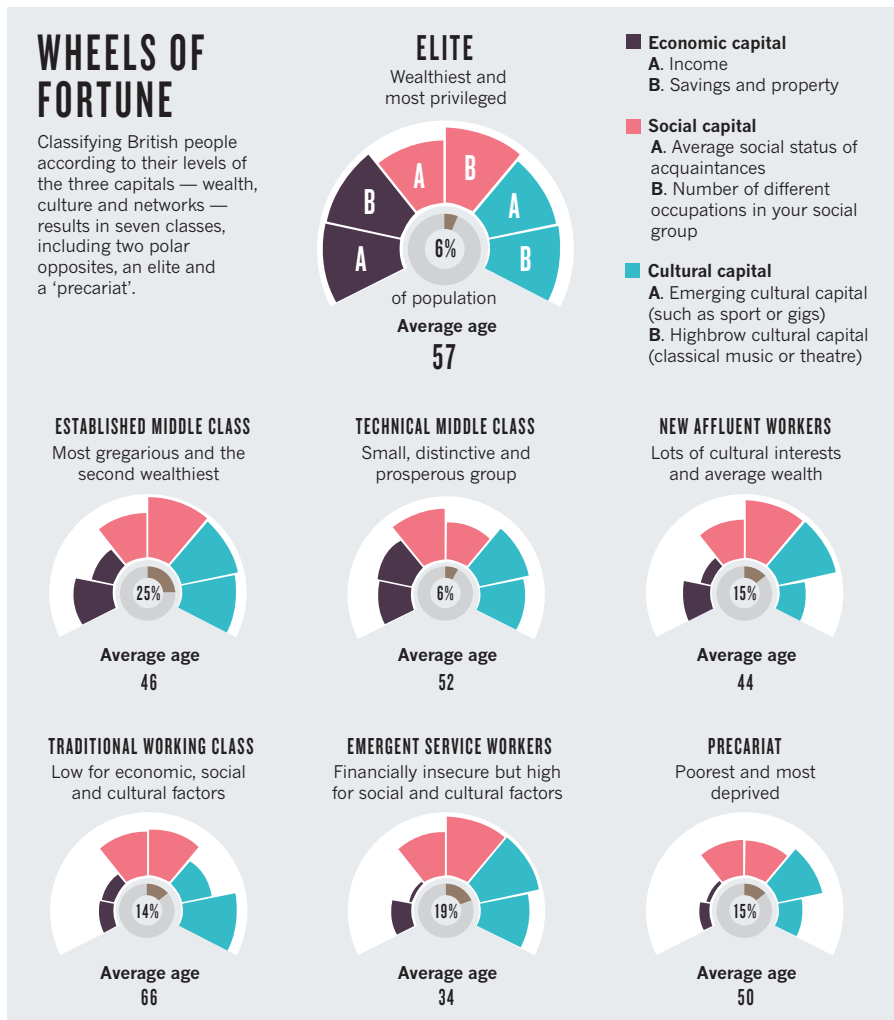 WHEELS OF
FORTUNE
Classifying British people
according to their levels of
the three capitals — wealth,
culture and networks —
results in seven classes,
including two polar
opposites, an elite and
a ‘precariat’.
ELITE
Wealthiest and
most privileged
A
B
A
B
A
B
6%
of population
Average age
57
Economic capital
A. Income
B. Savings and property
Social capital
A. Average social status of
acquaintances
B. Number of different
occupations in your social
group
Cultural capital
A. Emerging cultural capital
(such as sport or gigs)
B. Highbrow cultural capital
(classical music or theatre)
ESTABLISHED MIDDLE CLASS
Most gregarious and the
second wealthiest
25%
Average age
46
TECHNICAL MIDDLE CLASS
Small, distinctive and
prosperous group
6%
Average age
52
NEW AFFLUENT WORKERS
Lots of cultural interests
and average wealth
15%
Average age
44
TRADITIONAL WORKING CLASS
Low for economic, social
and cultural factors
14%
Average age
66
EMERGENT SERVICE WORKERS
Financially insecure but high
for social and cultural factors
19%
Average age
34
PRECARIAT
Poorest and most
deprived
15%
Average age
50